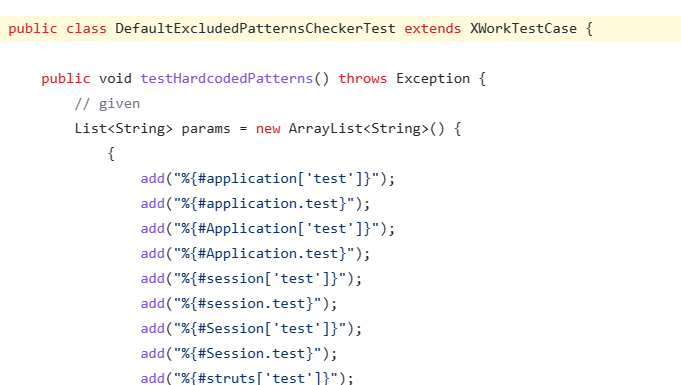 public class DefaultExcludedPatternsCheckerTest extends XWorkTestCase {
public void testHardcodedPatterns() throws Exception {
// given
List<String> params = new ArrayList<String>() {
{
add("%{#application['test']}");
add("%{#application.test}");
add("%{#Application['test']}");
add("%{#Application.test}");
add("%{#session['test']}");
add("%{#session.test}");
add("%{#Session['test']}");
add("%{#Session.test}");
add("%{#struts['test']}");